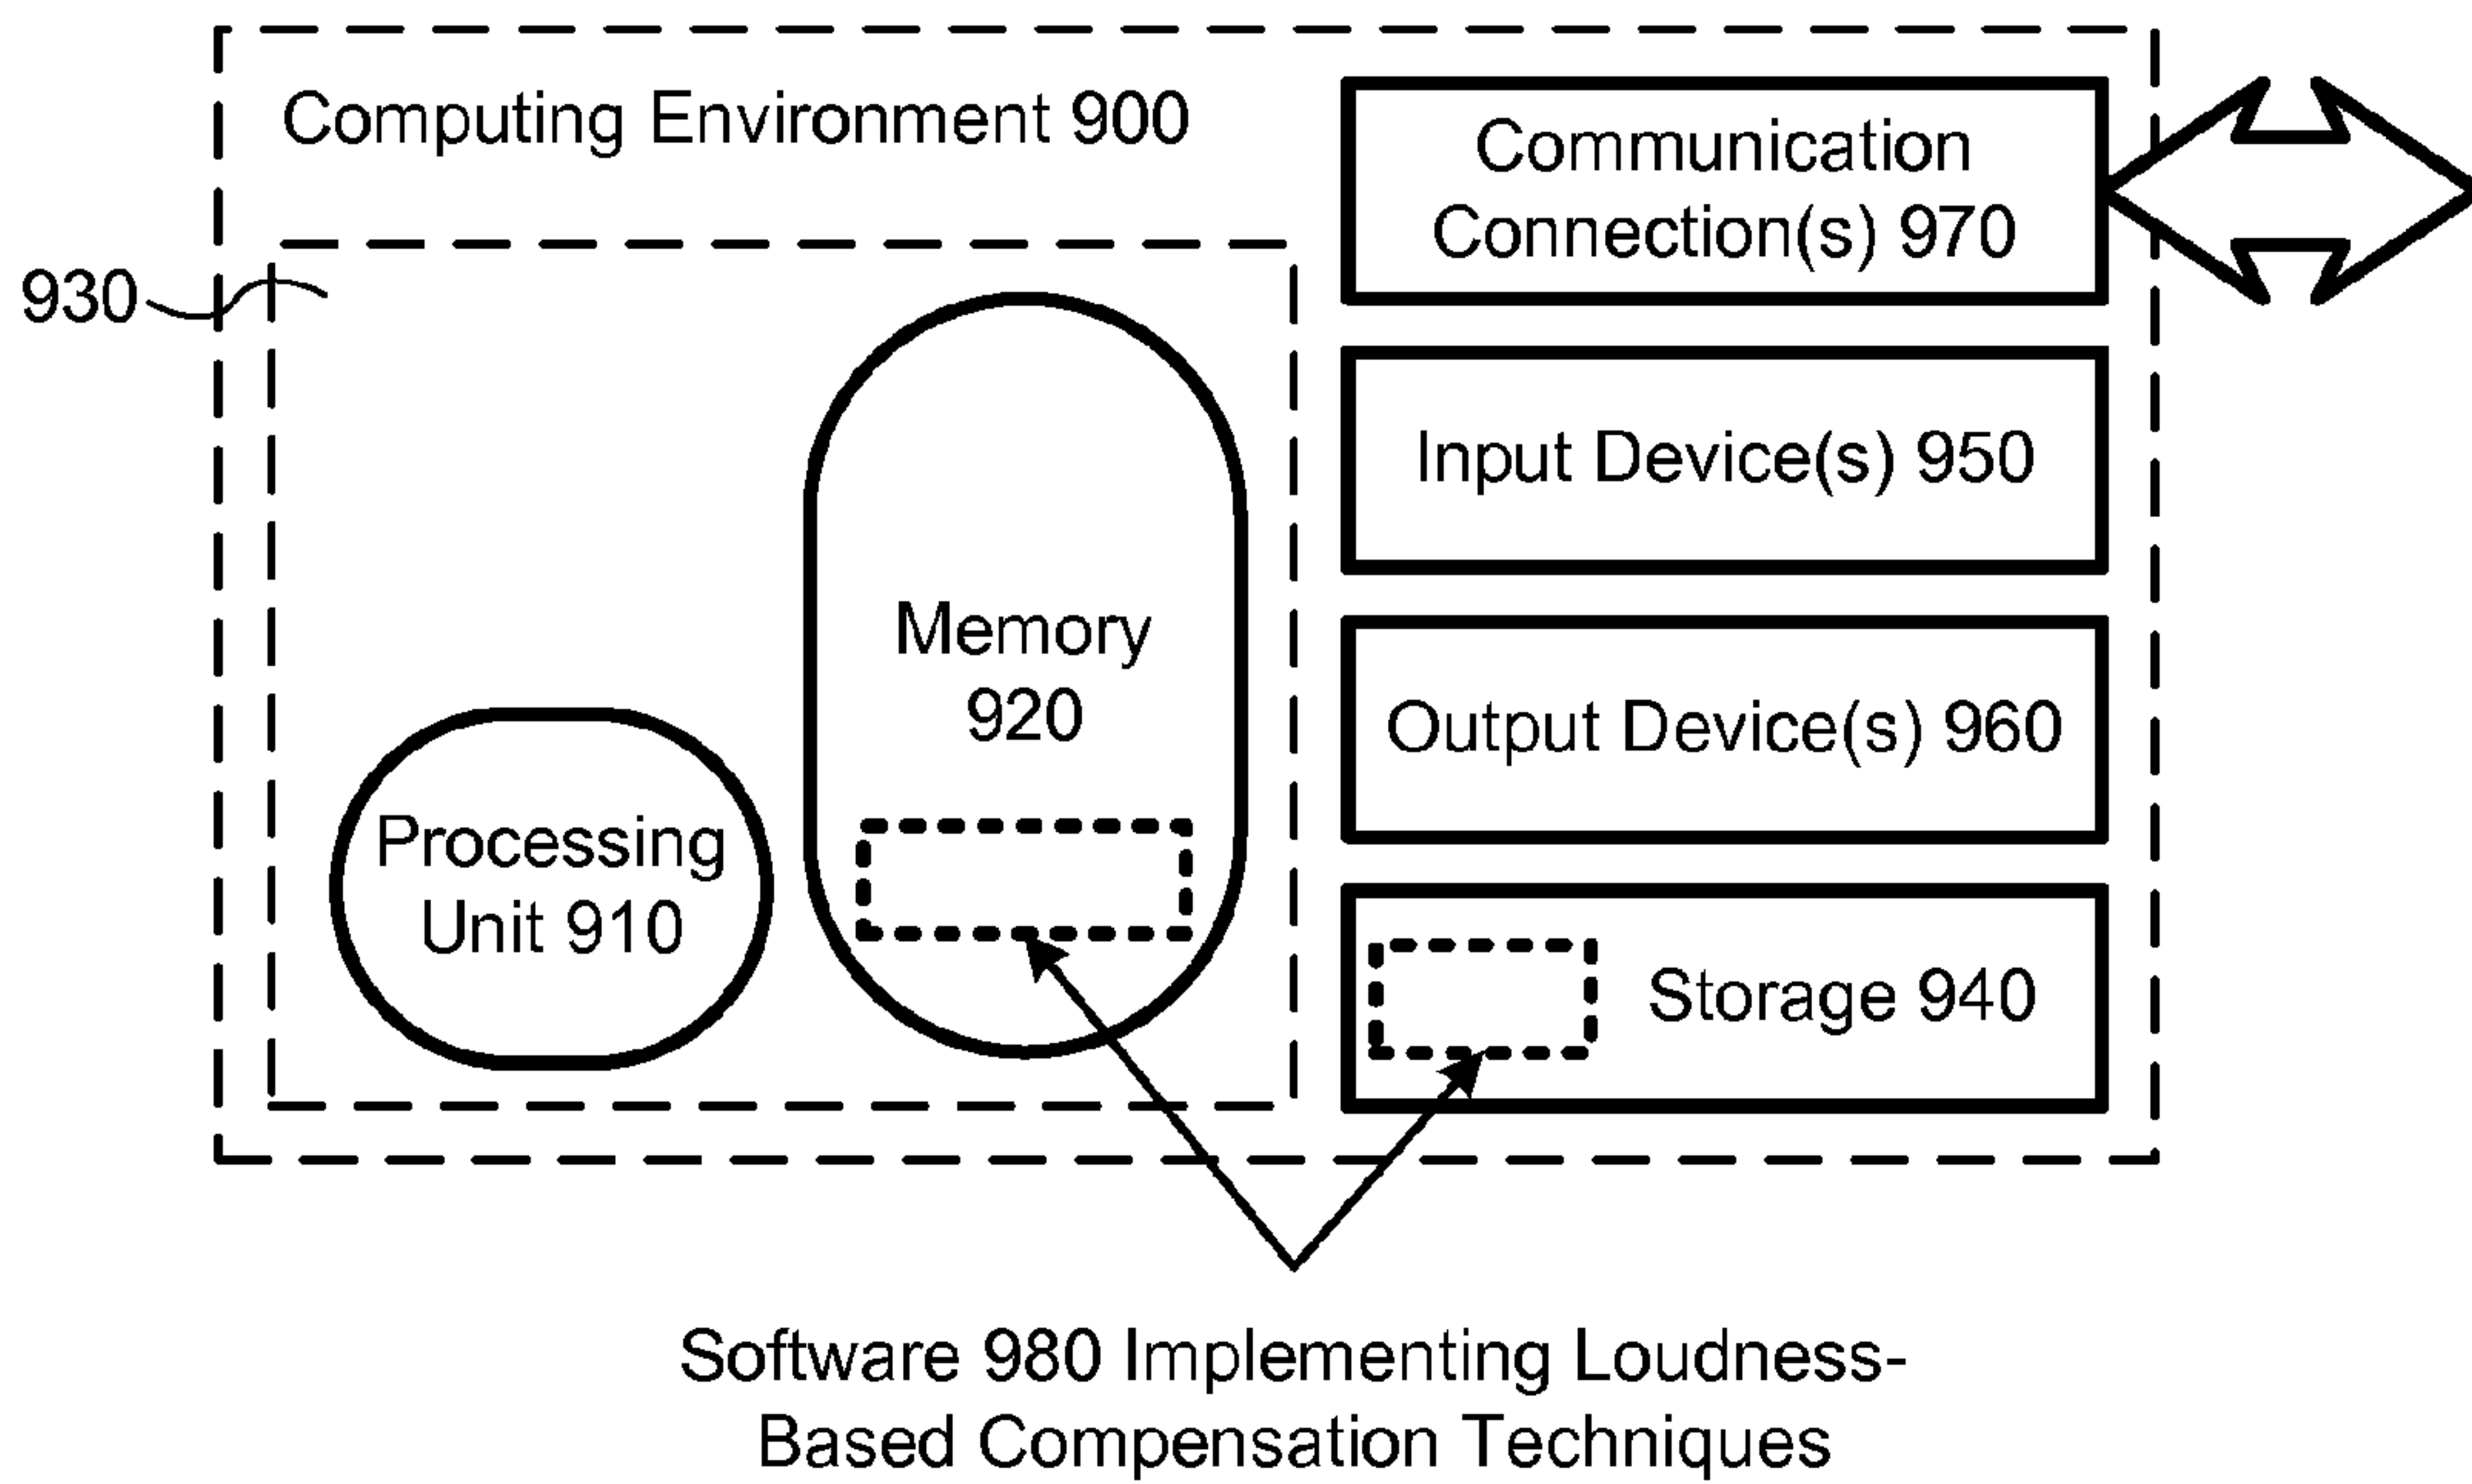 Computing Environment 900
930
Communication
Connection(s) 970
Input Device(s) 950
Memory
920
Output Device(s) 960
Processing
Unit 910
Storage 940
Software 980 Implementing Loudness-
Based Compensation Techniques